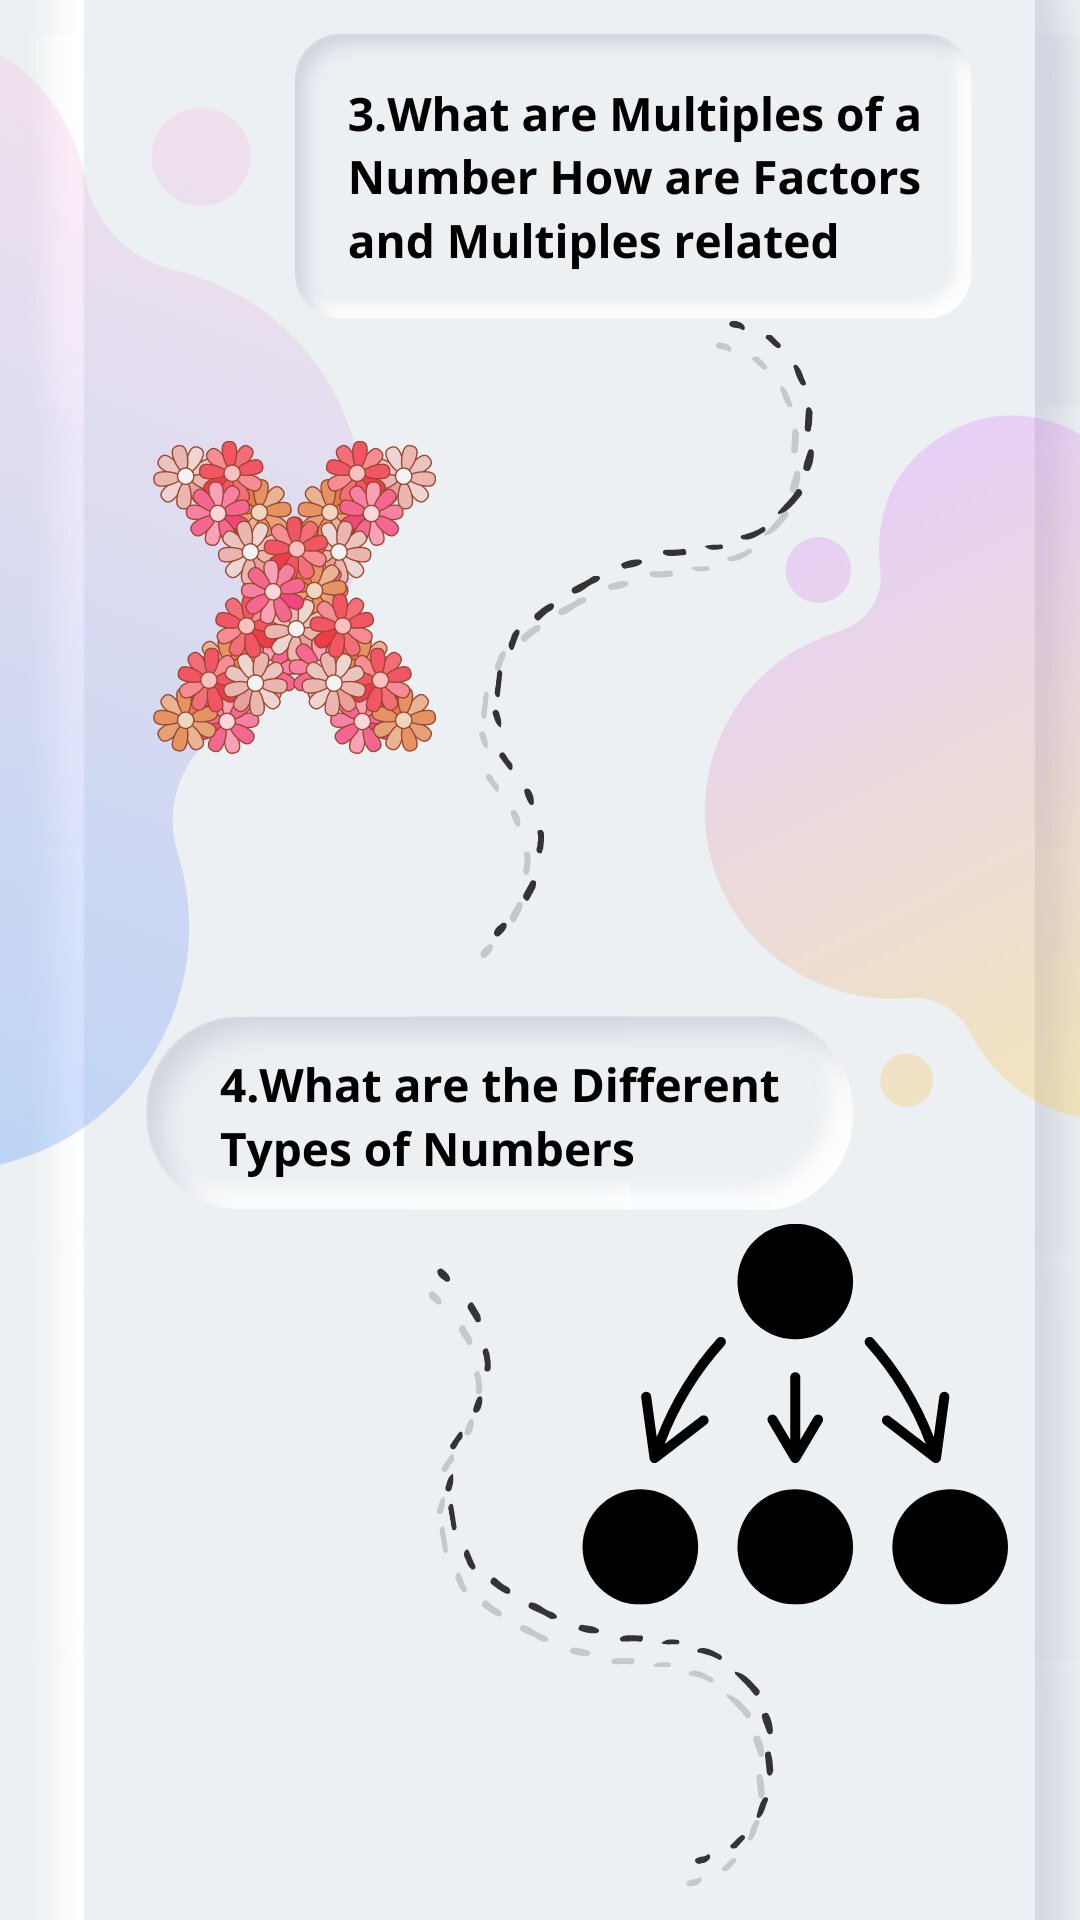 3.What are Multiples of a
Number How are Factors
and Multiples related
X
4.What are the Different
Types of Numbers